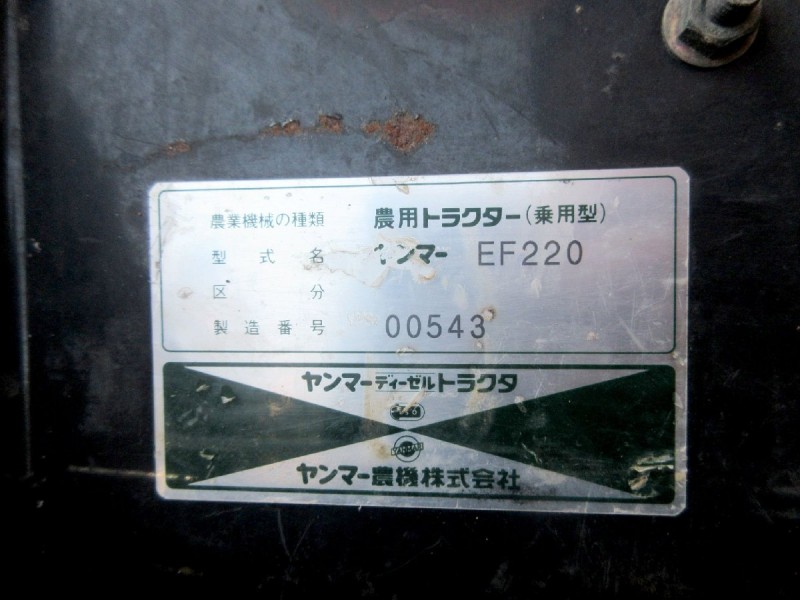 農業機械の種類 農用トラクター(乗用型)
型式名 ヤンマー EF220
区分
製造番号 00543
ヤンマーディーゼルトラクタ
YANMAR
ヤンマー農機株式会社